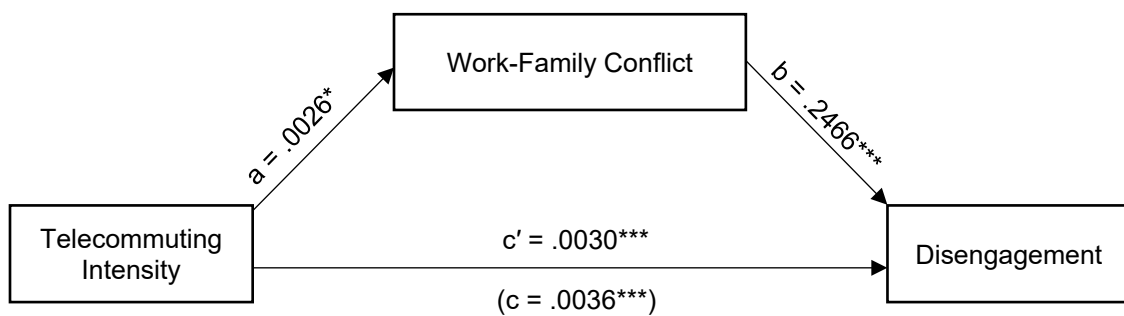 Work-Family Conflict
a = .0026*
b = .2466***
Telecommuting
Intensity
c′ = .0030***
(c = .0036***)
Disengagement